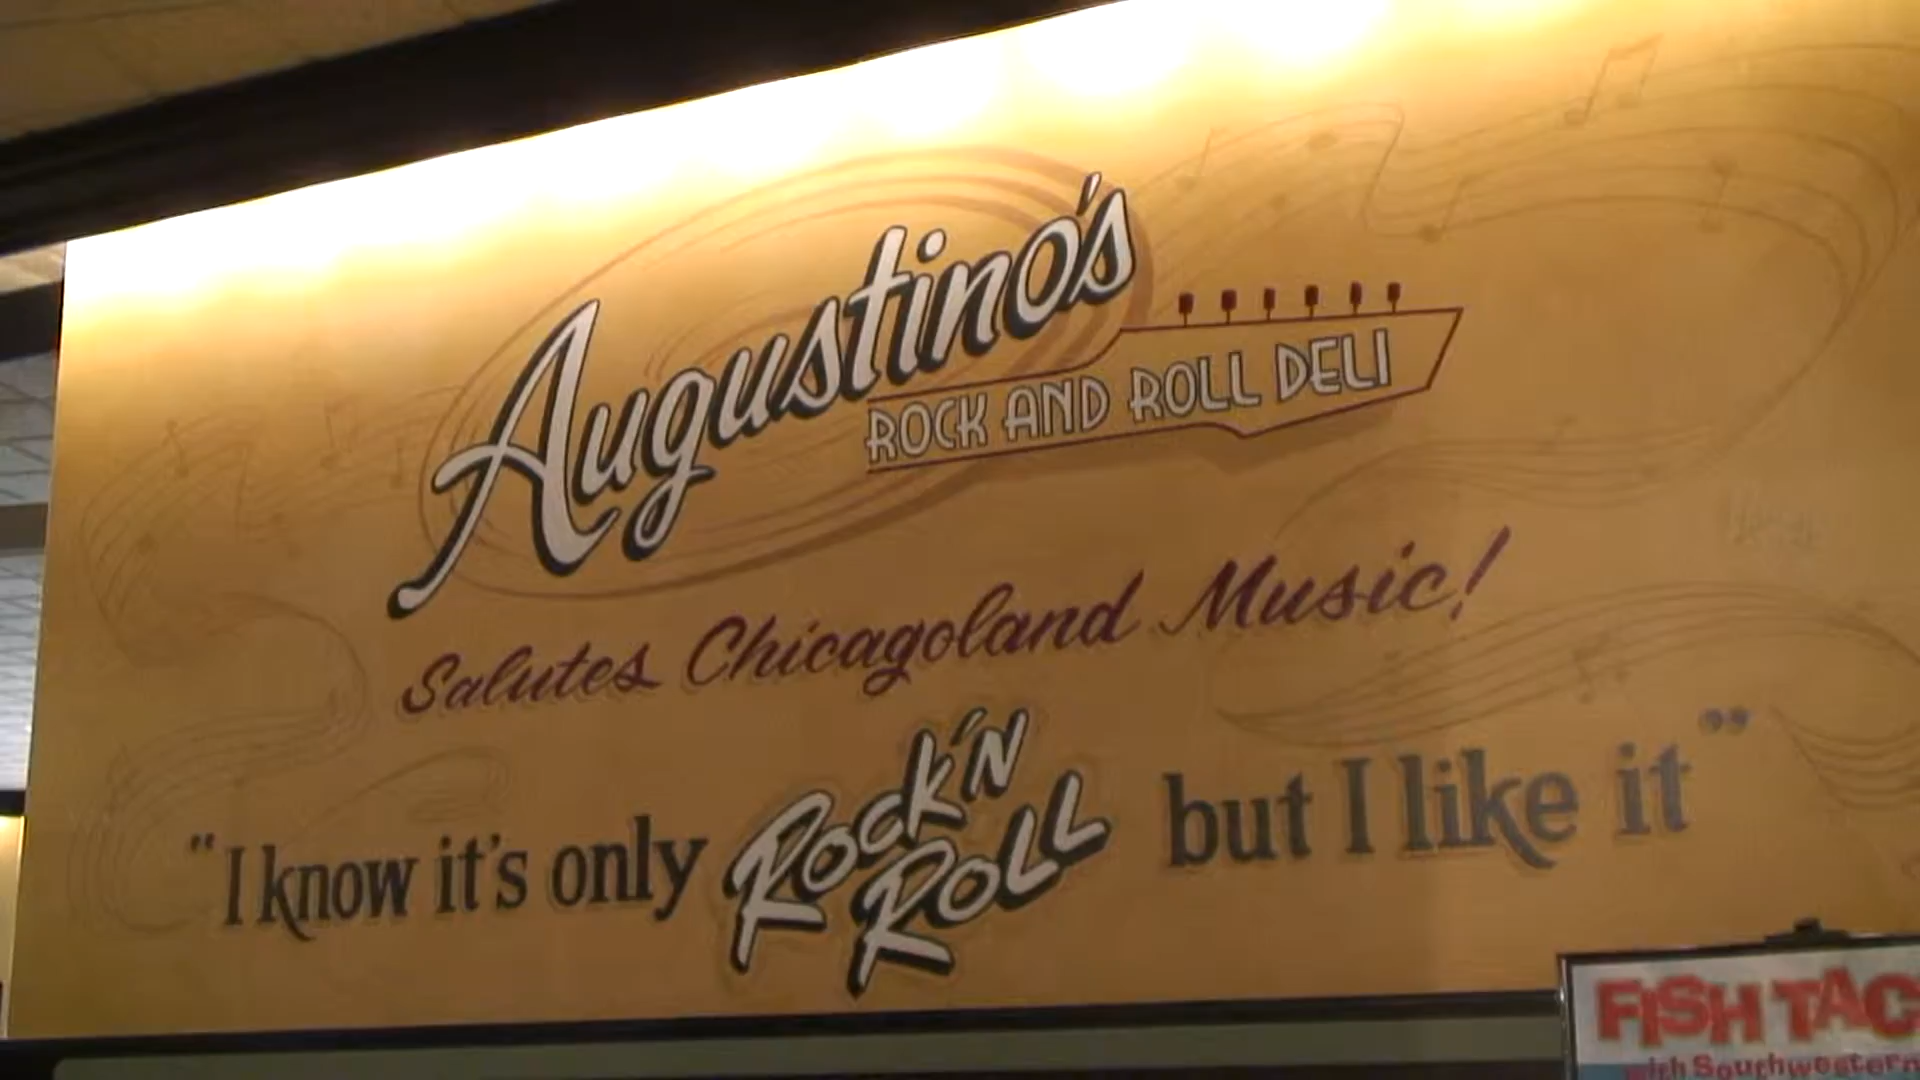 Augustino's
ROCK AND ROLL DELI
Salutes Chicagoland Music!
"I know it's only ROCK 'N ROLL but I like it"
FISH TAC
with Southwestern